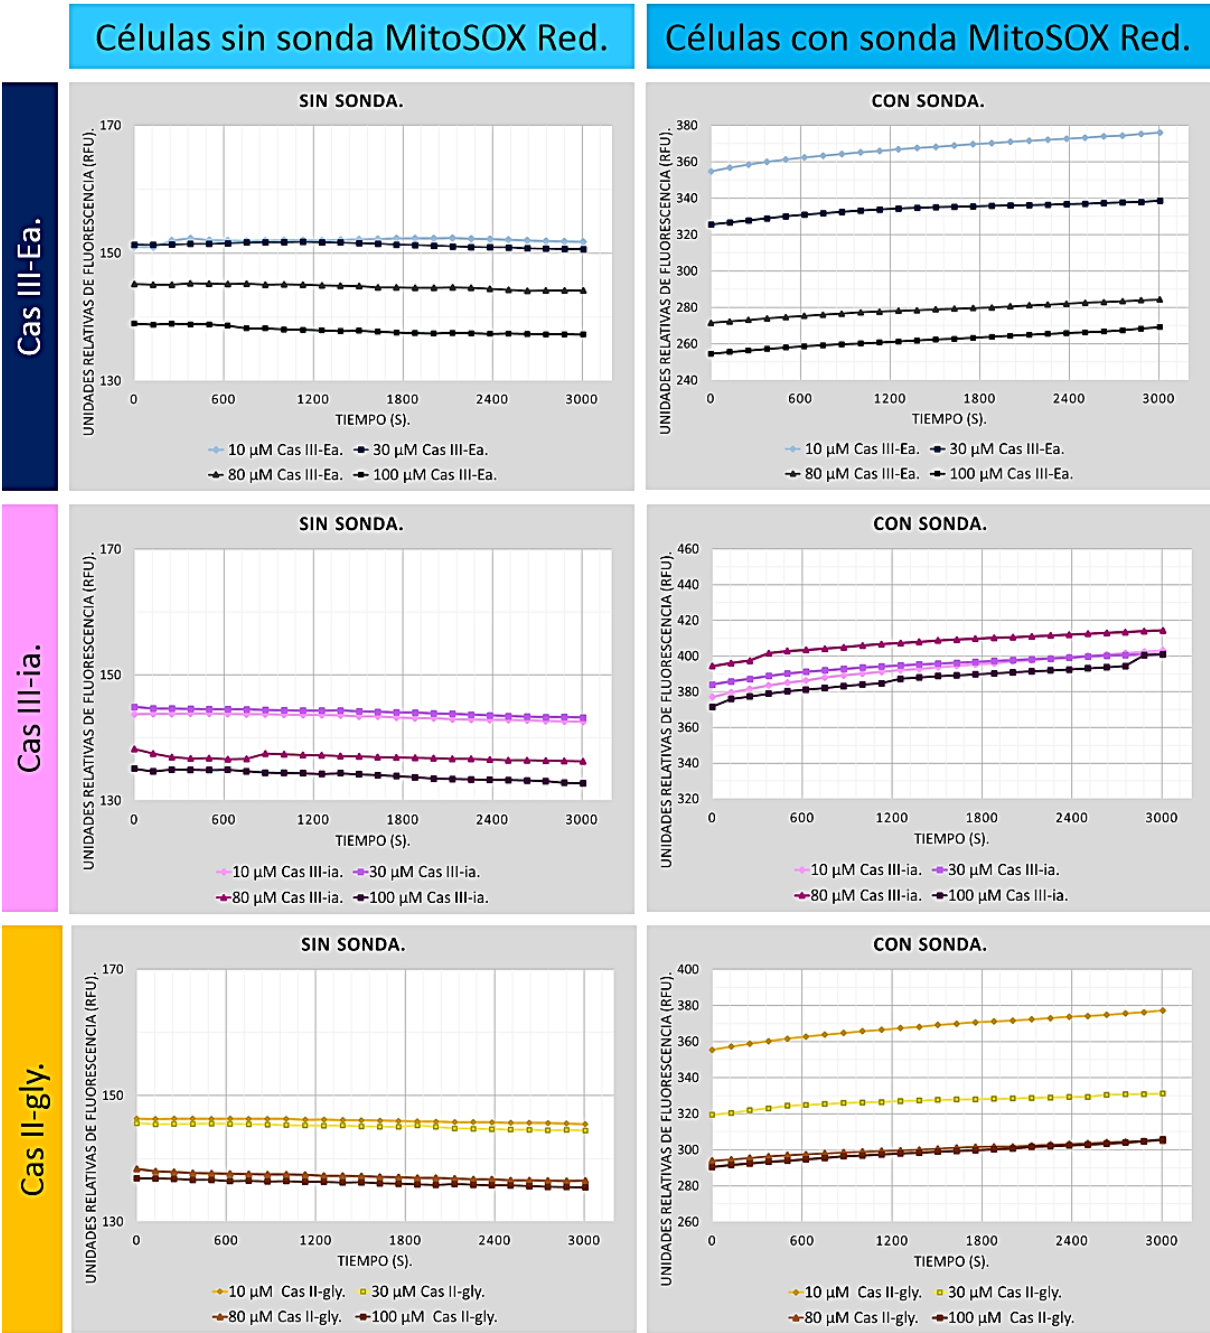 Células sin sonda MitoSOX Red.
Células con sonda MitoSOX Red.
Cas III-Ea.
SIN SONDA.
UNIDADES RELATIVAS DE FLUORESCENCIA (RFU).
170
150
130
0 600 1200 1800 2400 3000
TIEMPO (S).
10 µM Cas III-Ea. 30 µM Cas III-Ea.
80 µM Cas III-Ea. 100 µM Cas III-Ea.
CON SONDA.
UNIDADES RELATIVAS DE FLUORESCENCIA (RFU).
380
360
340
320
300
280
260
240
0 600 1200 1800 2400 3000
TIEMPO (S).
10 µM Cas III-Ea. 30 µM Cas III-Ea.
80 µM Cas III-Ea. 100 µM Cas III-Ea.
Cas III-ia.
SIN SONDA.
UNIDADES RELATIVAS DE FLUORESCENCIA (RFU).
170
150
130
0 600 1200 1800 2400 3000
TIEMPO (S).
10 µM Cas III-ia. 30 µM Cas III-ia.
80 µM Cas III-ia. 100 µM Cas III-ia.
CON SONDA.
UNIDADES RELATIVAS DE FLUORESCENCIA (RFU).
460
440
420
400
380
360
340
320
0 600 1200 1800 2400 3000
TIEMPO (S).
10 µM Cas III-ia. 30 µM Cas III-ia.
80 µM Cas III-ia. 100 µM Cas III-ia.
Cas II-gly.
SIN SONDA.
UNIDADES RELATIVAS DE FLUORESCENCIA (RFU).
170
150
130
0 600 1200 1800 2400 3000
TIEMPO (S).
10 µM Cas II-gly. 30 µM Cas II-gly.
80 µM Cas II-gly. 100 µM Cas II-gly.
CON SONDA.
UNIDADES RELATIVAS DE FLUORESCENCIA (RFU).
400
380
360
340
320
300
280
260
0 600 1200 1800 2400 3000
TIEMPO (S).
10 µM Cas II-gly. 30 µM Cas II-gly.
80 µM Cas II-gly. 100 µM Cas II-gly.